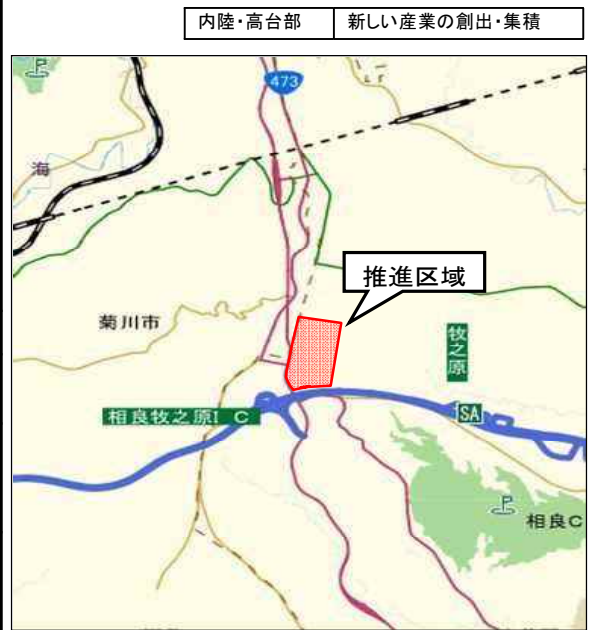 内陸・高台部 新しい産業の創出・集積
473
海
推進区域
菊川市
牧之原
相良牧之原I C
SA
相良C